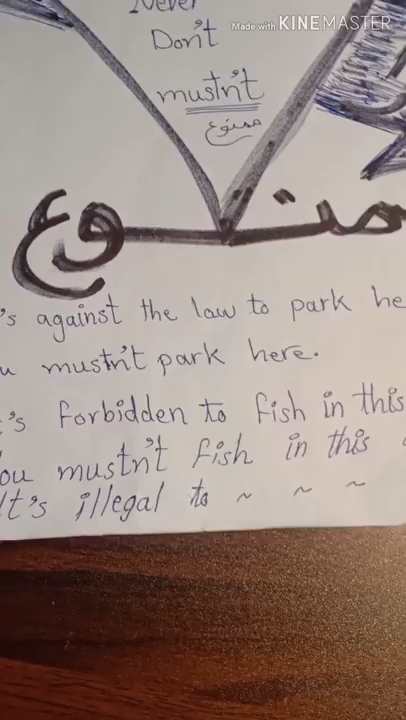 Never
Made with KINEMASTER
Don't
mustn't
ممنوع
ممنوع
's against the law to park he
u mustn't park here.
t's forbidden to fish in this
You mustn't fish in this
It's illegal to ~ ~ ~